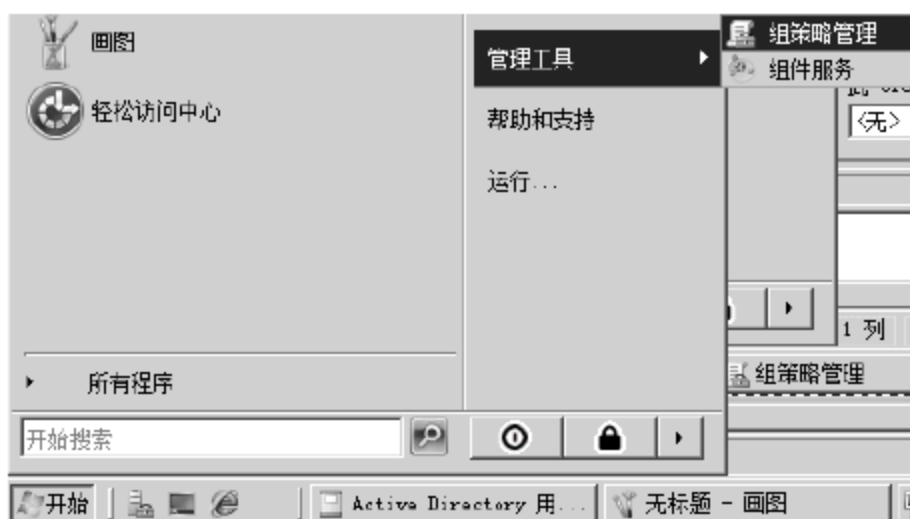 画图
轻松访问中心
管理工具
帮助和支持
运行...
组策略管理
组件服务
<无>
1 列
组策略管理
所有程序
开始搜索
开始
Active Directory 用...
无标题 - 画图